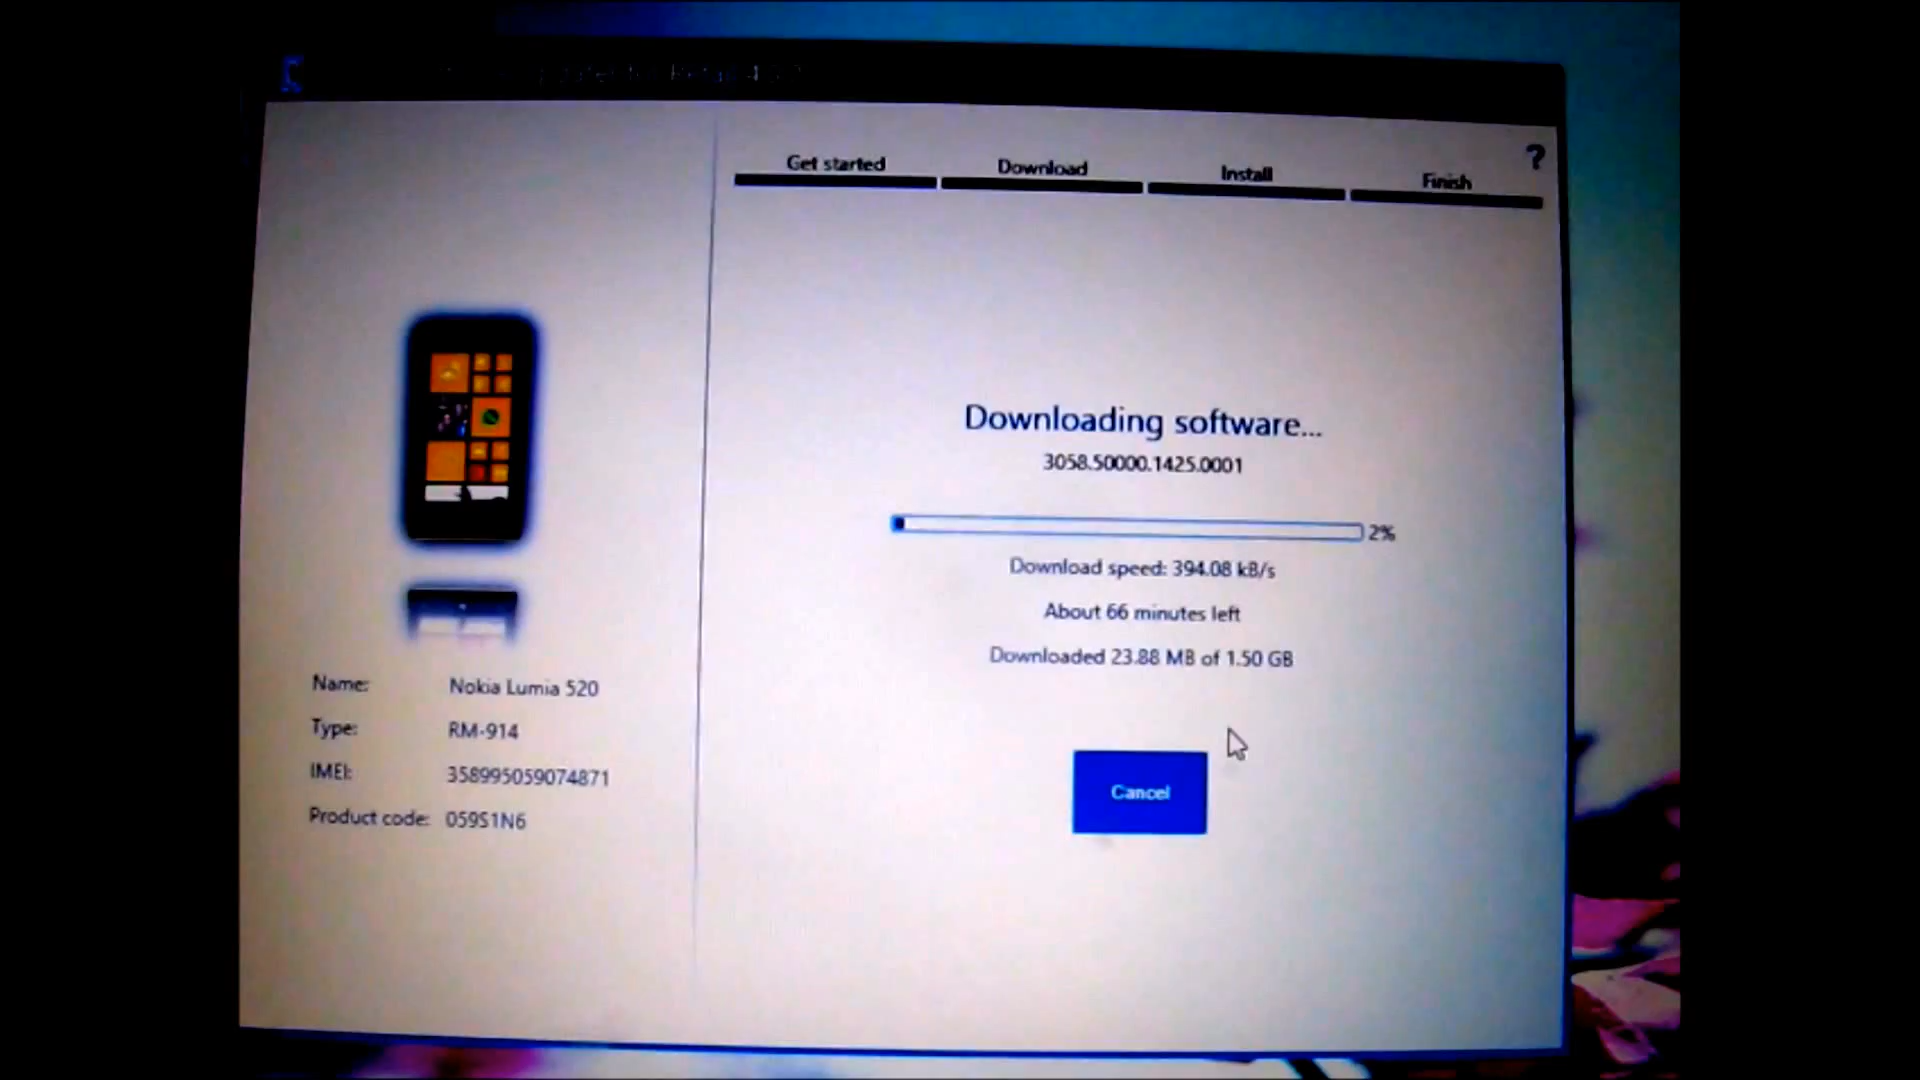 Get started
Download
Install
Finish
?
Downloading software...
3058.50000.1425.0001
2%
Download speed: 394.08 kB/s
About 66 minutes left
Downloaded 23.88 MB of 1.50 GB
Cancel
Name: Nokia Lumia 520
Type: RM-914
IMEI: 358995059074871
Product code: 059S1N6